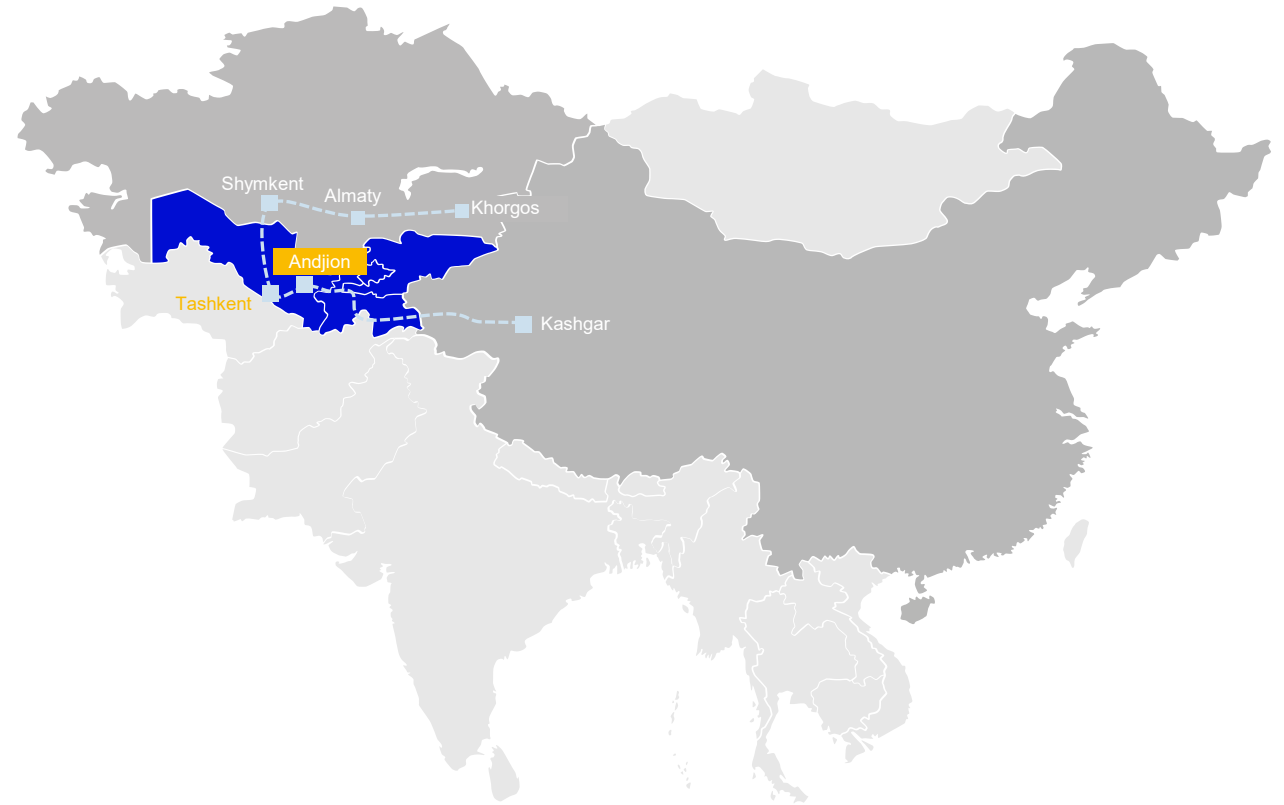 Shymkent
Almaty
Khorgos
Andjion
Tashkent
Kashgar